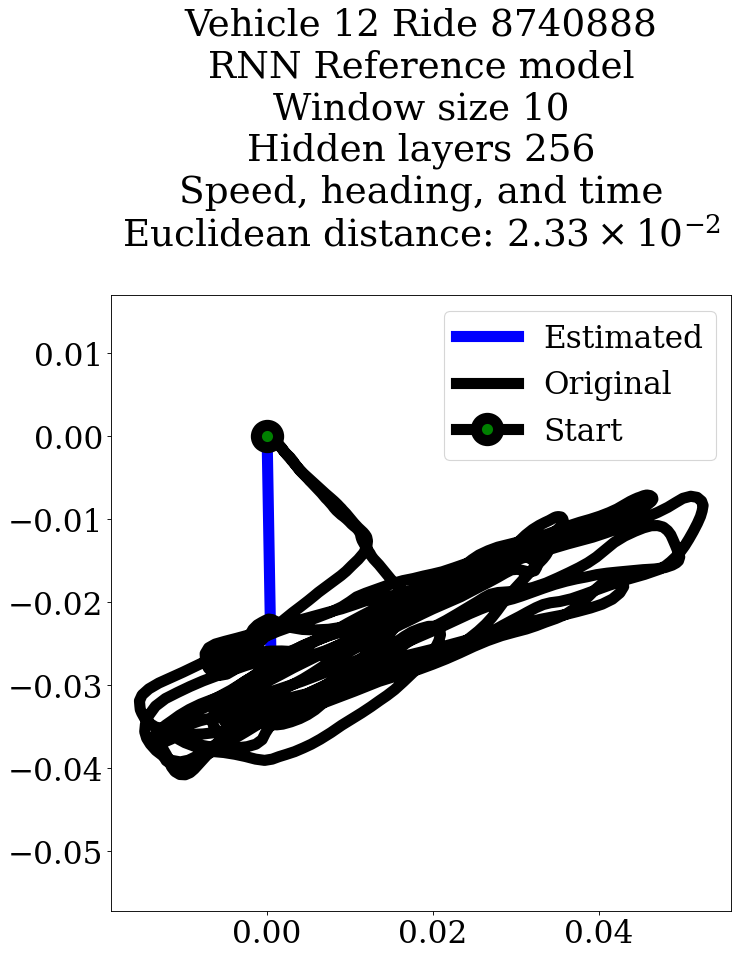 Vehicle 12 Ride 8740888
RNN Reference model
Window size 10
Hidden layers 256
Speed, heading, and time
Euclidean distance: 2.33 × 10⁻²
Estimated
Original
Start
0.01
0.00
−0.01
−0.02
−0.03
−0.04
−0.05
0.00 0.02 0.04